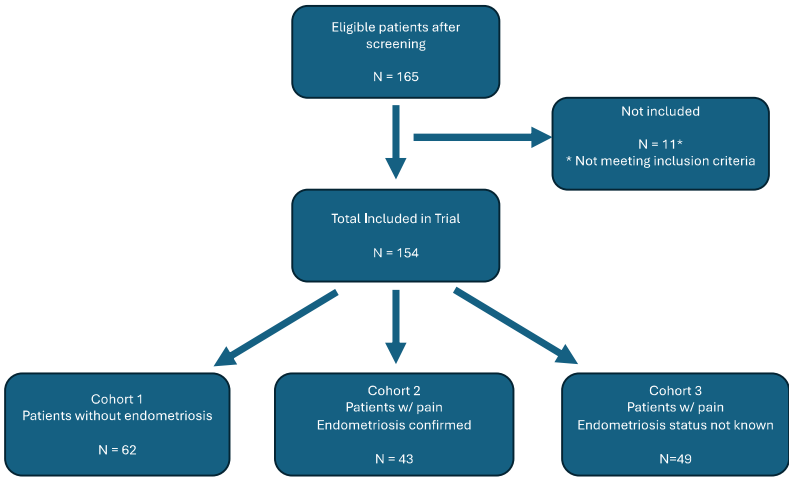 Eligible patients after
screening
N = 165
Not included
N = 11*
* Not meeting inclusion criteria
Total Included in Trial
N = 154
Cohort 1
Patients without endometriosis
N = 62
Cohort 2
Patients w/ pain
Endometriosis confirmed
N = 43
Cohort 3
Patients w/ pain
Endometriosis status not known
N=49